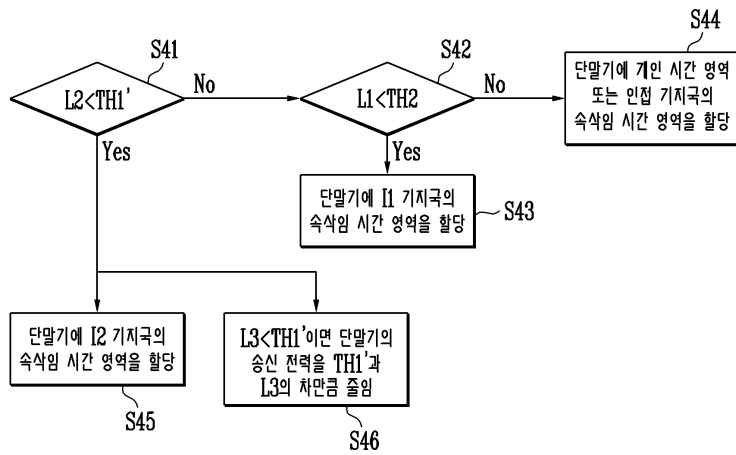 S41
L2<TH1'
No
Yes
S42
L1<TH2
No
Yes
S44
단말기에 개인 시간 영역
또는 인접 기지국의
속삭임 시간 영역을 할당
단말기에 I1 기지국의
속삭임 시간 영역을 할당
S43
단말기에 I2 기지국의
속삭임 시간 영역을 할당
S45
L3<TH1'이면 단말기의
송신 전력을 TH1'과
L3의 차만큼 줄임
S46